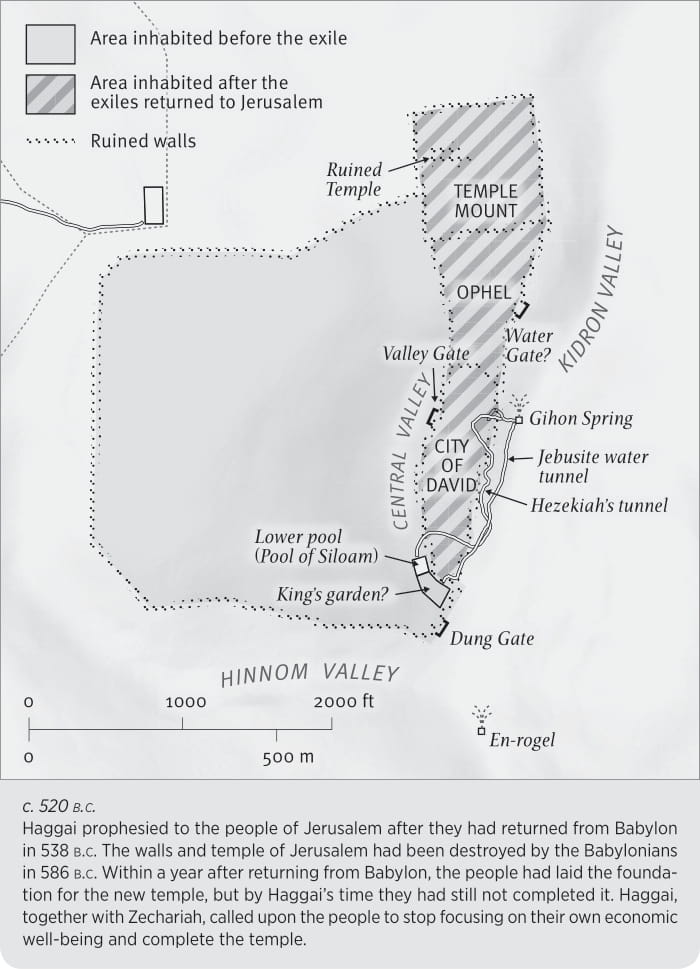 Area inhabited before the exile
Area inhabited after the
exiles returned to Jerusalem
Ruined walls
Ruined
Temple
TEMPLE
MOUNT
OPHEL
KIDRON VALLEY
Water
Gate?
Valley Gate
CENTRAL VALLEY
Gihon Spring
CITY
OF
DAVID
Jebusite water
tunnel
Hezekiah's tunnel
Lower pool
(Pool of Siloam)
King's garden?
Dung Gate
HINNOM VALLEY
0 1000 2000 ft
0 500 m
En-rogel
c. 520 B.C.
Haggai prophesied to the people of Jerusalem after they had returned from Babylon
in 538 B.C. The walls and temple of Jerusalem had been destroyed by the Babylonians
in 586 B.C. Within a year after returning from Babylon, the people had laid the founda-
tion for the new temple, but by Haggai's time they had still not completed it. Haggai,
together with Zechariah, called upon the people to stop focusing on their own economic
well-being and complete the temple.